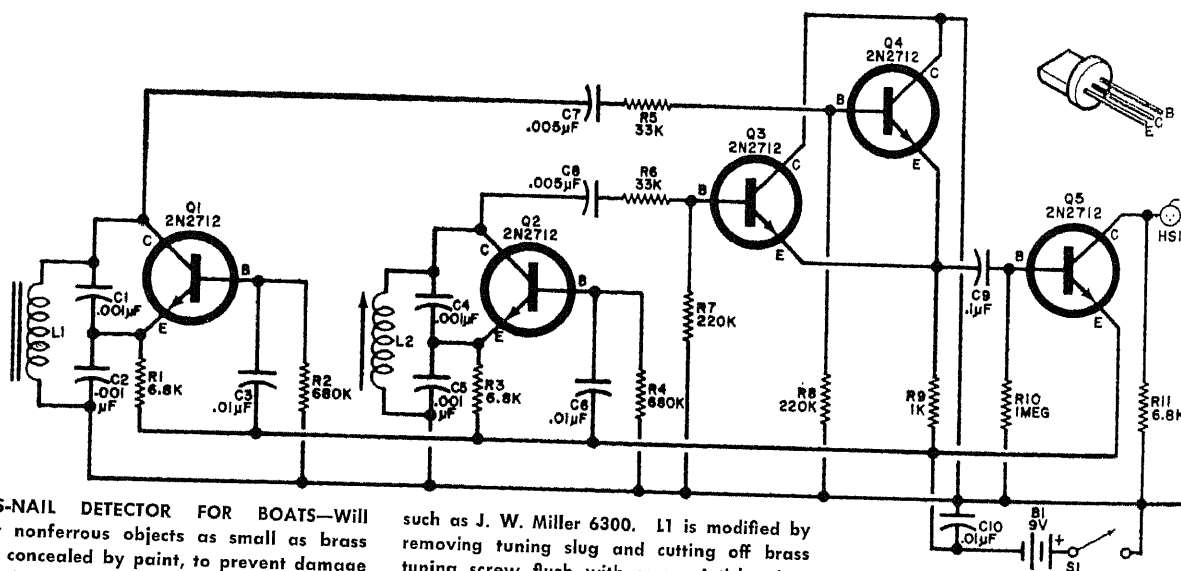 Q4
2N2712
C
B
E
B
C
E
C7
.005µF
R5
33K
Q3
2N2712
C
B
E
C8
.005µF
R6
33K
Q1
2N2712
C
B
E
Q2
2N2712
C
B
E
Q5
2N2712
C
B
E
HS1
L1
C1
.001µF
C2
.001
µF
R1
6.8K
C3
.01µF
R2
680K
L2
C4
.001µF
C5
.001
µF
R3
6.8K
C6
.01µF
R4
680K
R7
220K
R8
220K
R9
1K
C9
.1µF
R10
1MEG
R11
6.8K
C10
.01µF
B1
9V
+
S1
S-NAIL DETECTOR FOR BOATS—Will
nonferrous objects as small as brass
concealed by paint, to prevent damage
such as J. W. Miller 6300. L1 is modified by
removing tuning slug and cutting off brass